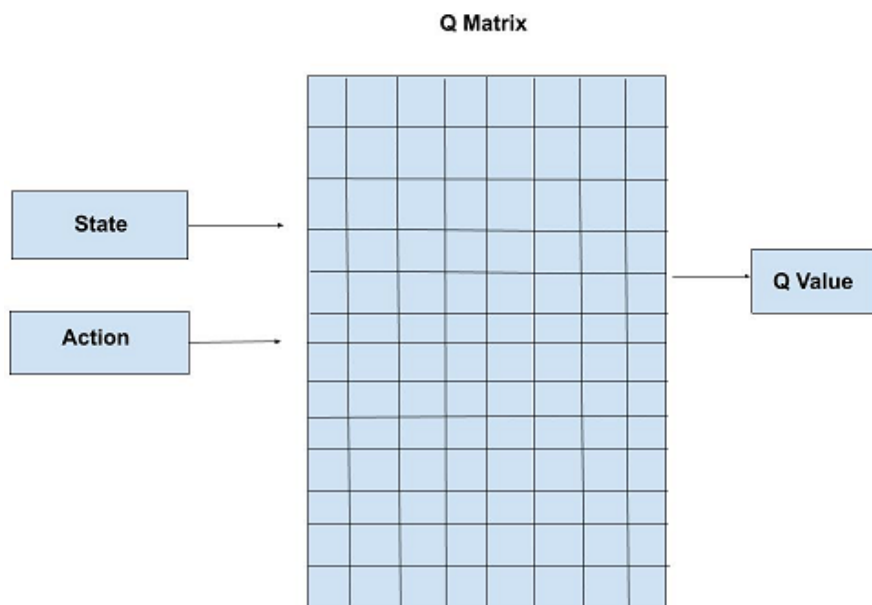 Q Matrix
State
Action
Q Value